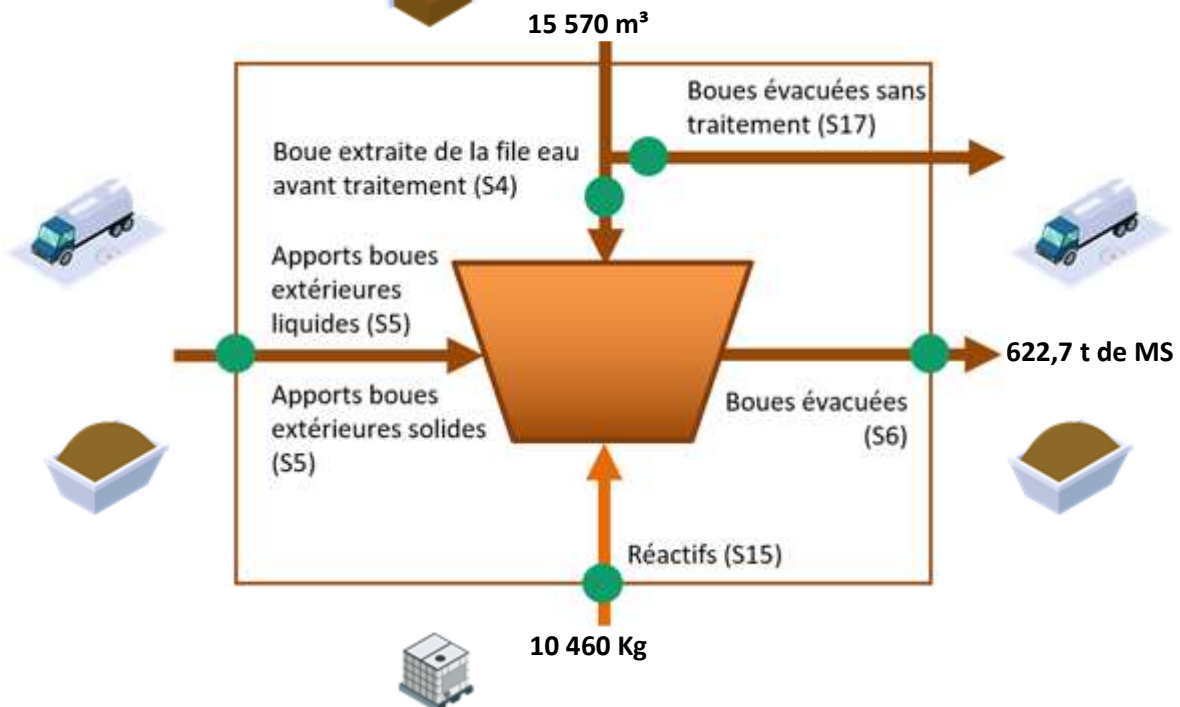 15 570 m³
Boues évacuées sans
traitement (S17)
Boue extraite de la file eau
avant traitement (S4)
Apports boues
extérieures
liquides (S5)
622,7 t de MS
Apports boues
extérieures solides
(S5)
Boues évacuées
(S6)
Réactifs (S15)
10 460 Kg